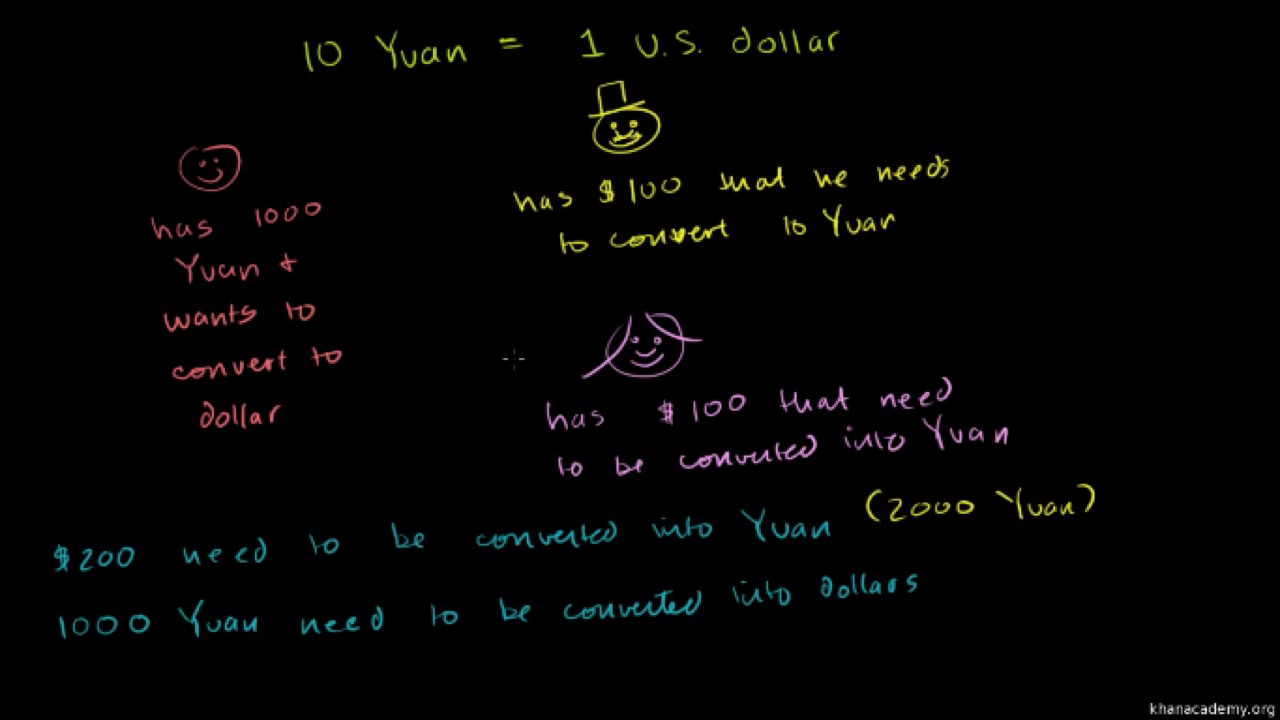 10 Yuan = 1 U.S. dollar
has 1000
Yuan +
wants to
convert to
dollar
has $100 that he needs
to convert to Yuan
has $100 that need
to be converted into Yuan
$200 need to be converted into Yuan (2000 Yuan)
1000 Yuan need to be converted into dollars
khanacademy.org